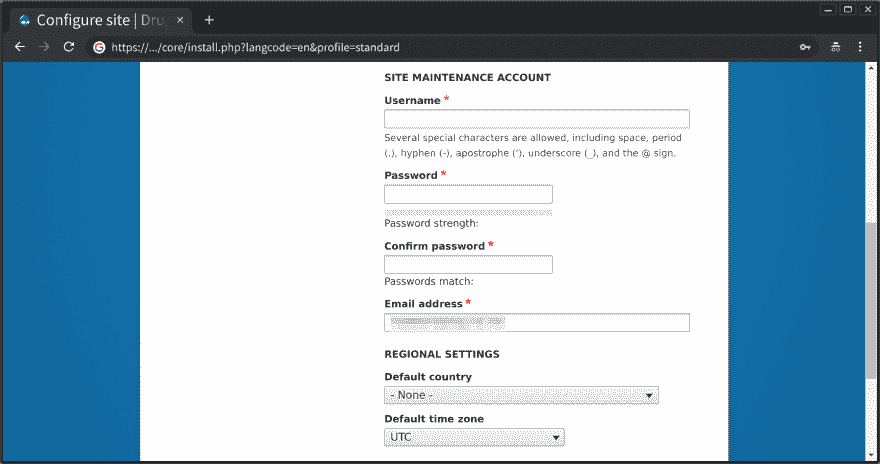 Configure site | Dru
https://.../core/install.php?langcode=en&profile=standard
SITE MAINTENANCE ACCOUNT
Username *
Several special characters are allowed, including space, period
(.), hyphen (-), apostrophe ('), underscore (_), and the @ sign.
Password *
Password strength:
Confirm password *
Passwords match:
Email address *
REGIONAL SETTINGS
Default country
- None -
Default time zone
UTC